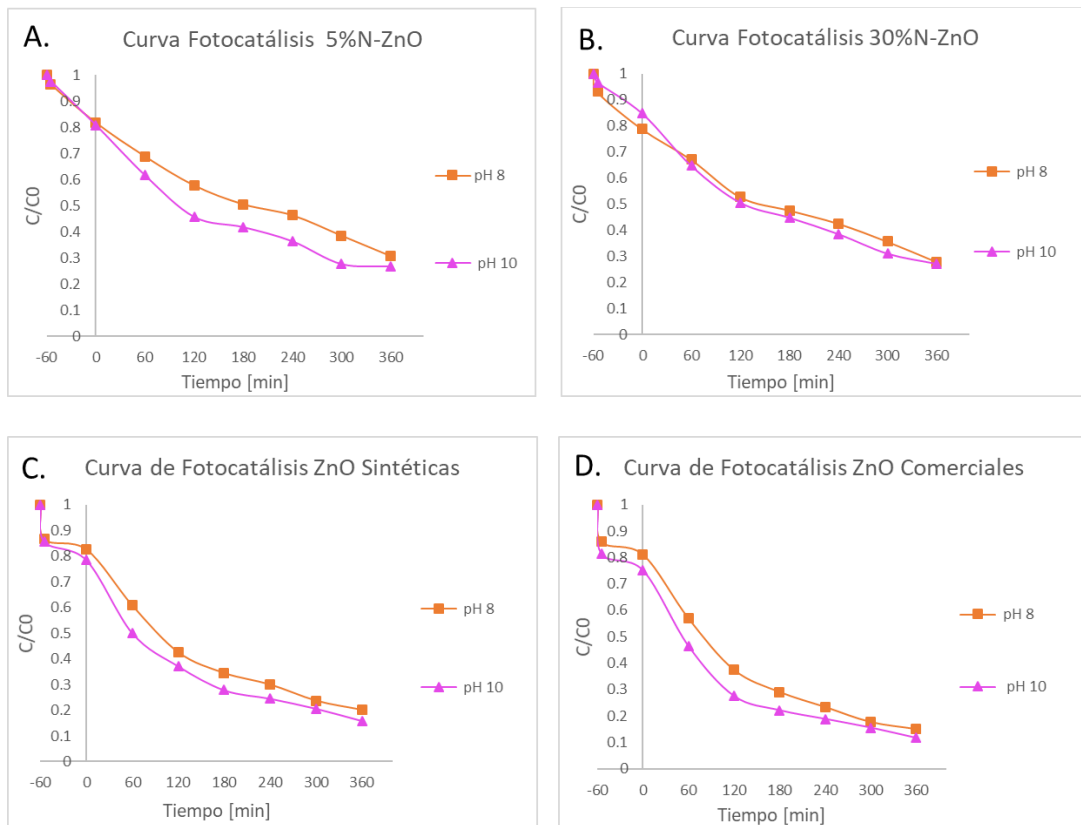 A.
Curva Fotocatálisis 5%N-ZnO
1
0.9
0.8
0.7
0.6
0.5
0.4
0.3
0.2
0.1
0
C/C0
-60 0 60 120 180 240 300 360
Tiempo [min]
pH 8
pH 10
B.
Curva Fotocatálisis 30%N-ZnO
1
0.9
0.8
0.7
0.6
0.5
0.4
0.3
0.2
0.1
0
C/C0
-60 0 60 120 180 240 300 360
Tiempo [min]
pH 8
pH 10
C.
Curva de Fotocatálisis ZnO Sintéticas
1
0.9
0.8
0.7
0.6
0.5
0.4
0.3
0.2
0.1
0
C/C0
-60 0 60 120 180 240 300 360
Tiempo [min]
pH 8
pH 10
D.
Curva de Fotocatálisis ZnO Comerciales
1
0.9
0.8
0.7
0.6
0.5
0.4
0.3
0.2
0.1
0
C/C0
-60 0 60 120 180 240 300 360
Tiempo [min]
pH 8
pH 10